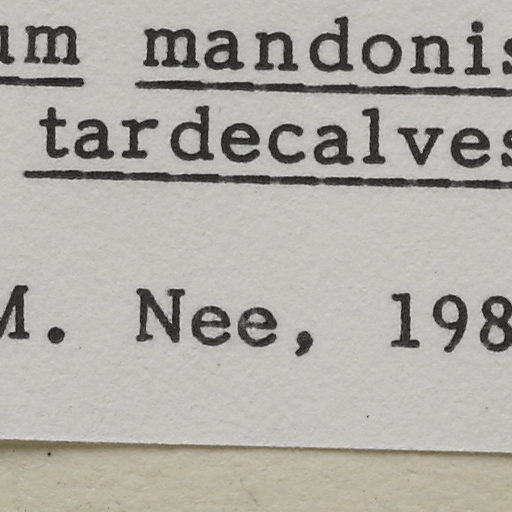 um mandonis
tardecalves
M. Nee, 198